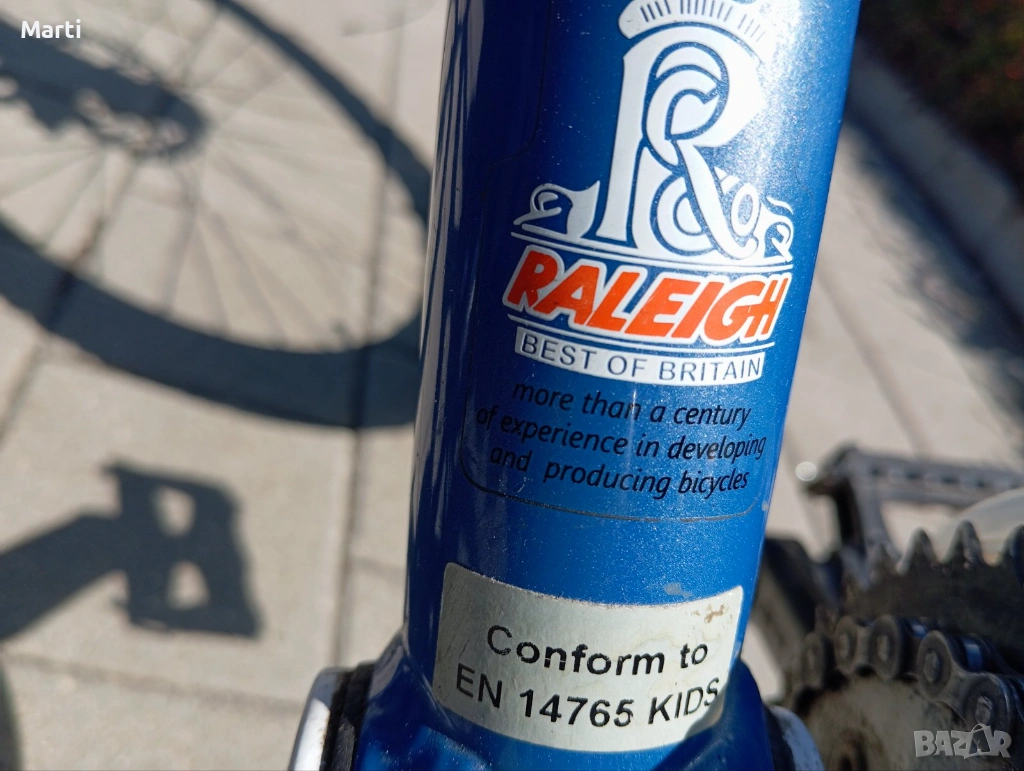 Marti
R
RALEIGH
BEST OF BRITAIN
more than a century
of experience in developing
and producing bicycles
Conform to
EN 14765 KIDS
BAZAR